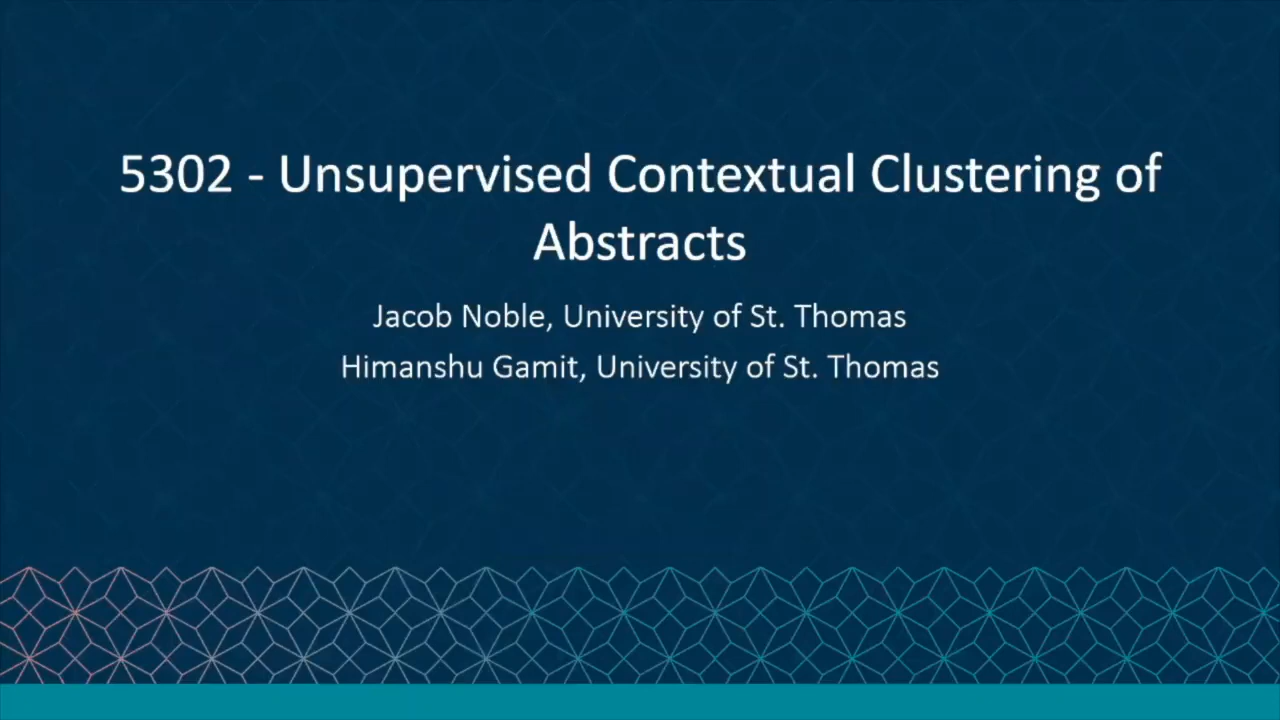 5302 - Unsupervised Contextual Clustering of
Abstracts
Jacob Noble, University of St. Thomas
Himanshu Gamit, University of St. Thomas